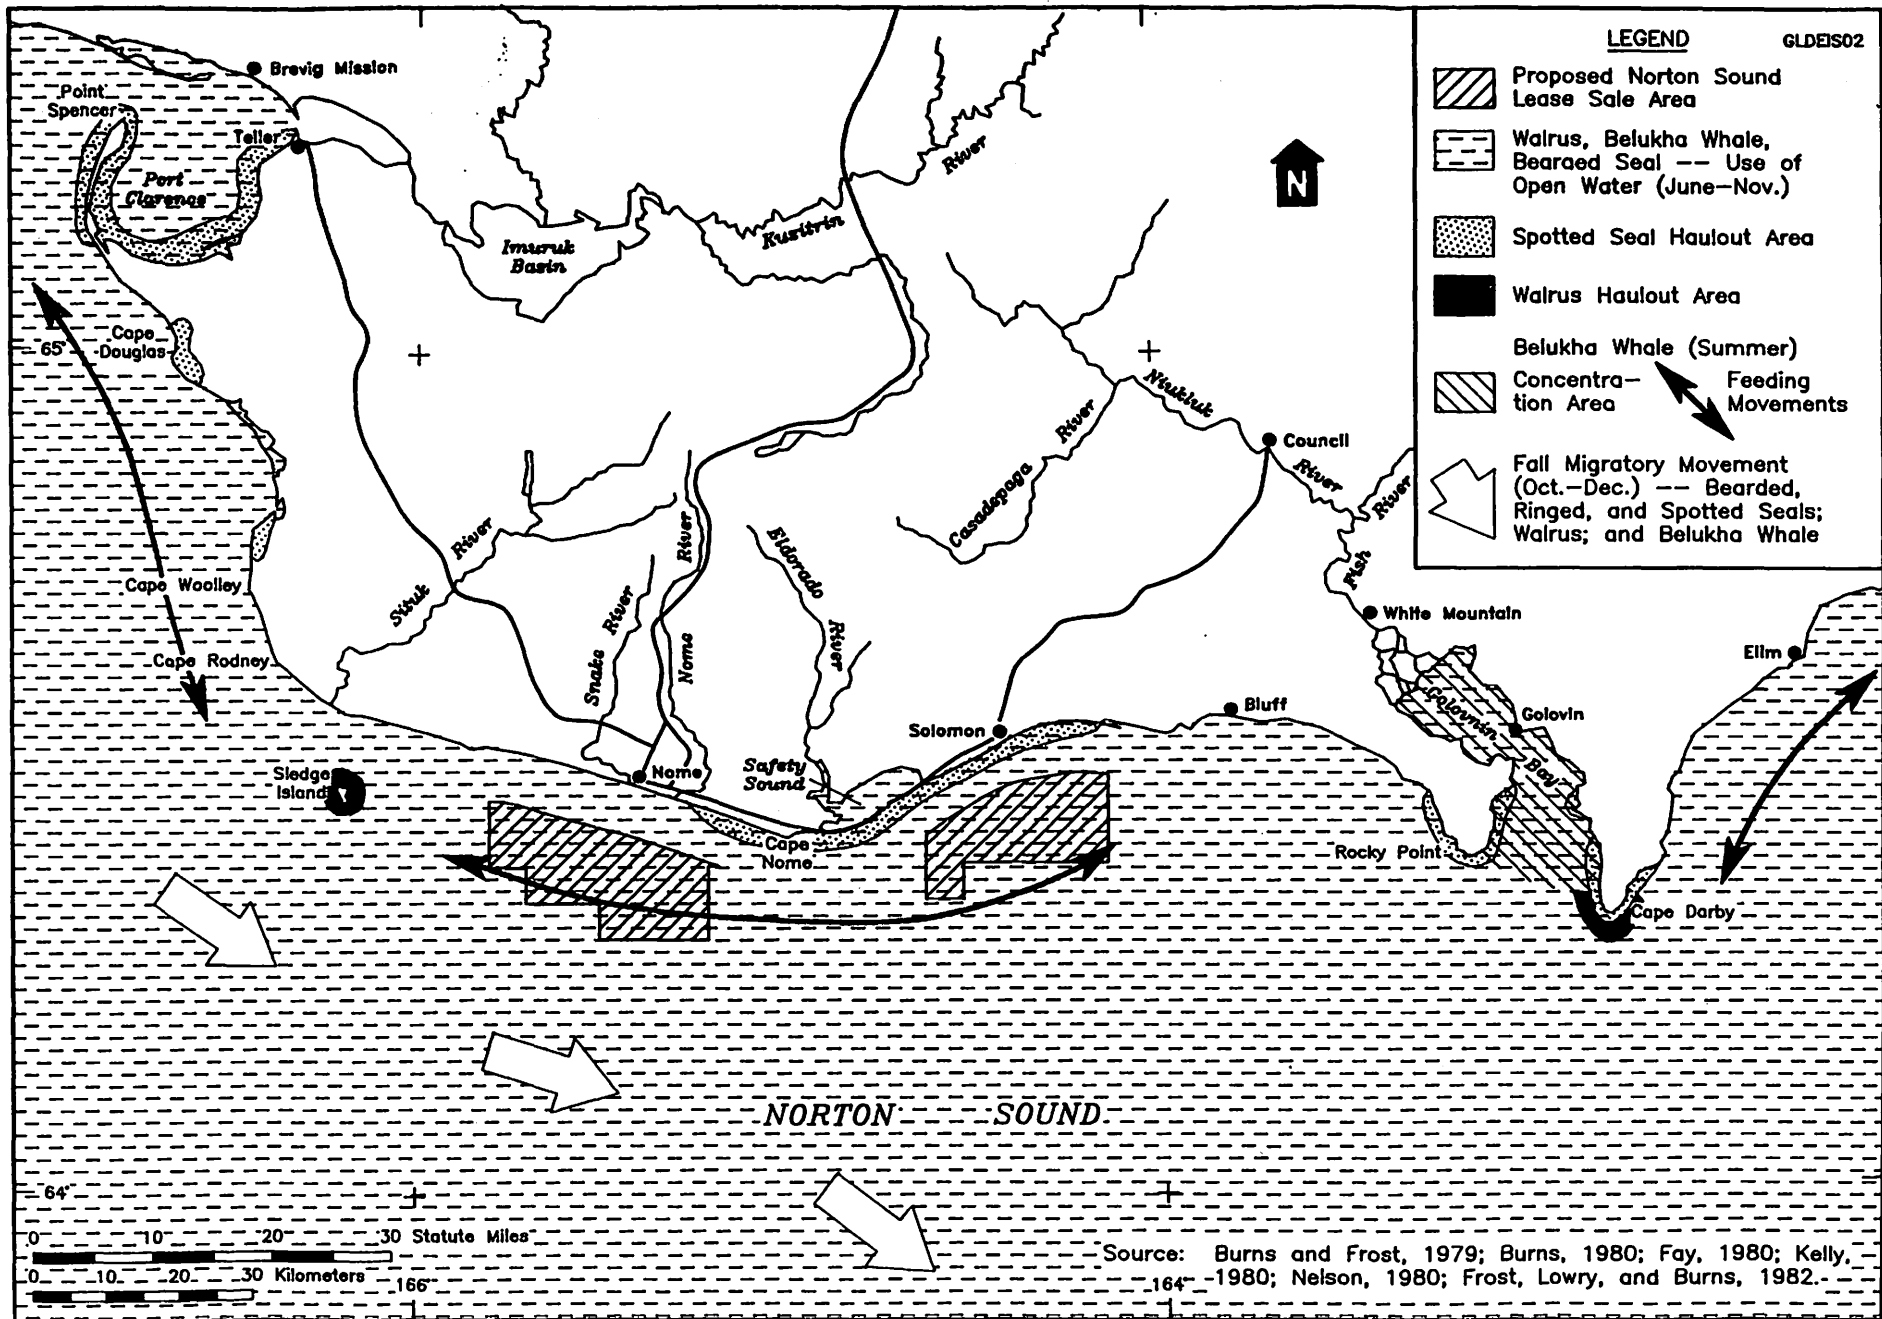 LEGEND
GLDEIS02
Proposed Norton Sound
Lease Sale Area
Walrus, Belukha Whale,
Bearded Seal -- Use of
Open Water (June-Nov.)
Spotted Seal Haulout Area
Walrus Haulout Area
Belukha Whale (Summer)
Concentra-
tion Area
Feeding
Movements
Fall Migratory Movement
(Oct.-Dec.) -- Bearded,
Ringed, and Spotted Seals;
Walrus; and Belukha Whale
N
Brevig Mission
Point
Spencer
Teller
Port
Clarence
Imuruk
Basin
Kuzitrin
River
Cape
Douglas
65°
Niukluk
River
Council
Casadepaga
River
River
Fish
White Mountain
Elim
Cape Woolley
Cape Rodney
Sinuk
River
Snake
River
Nome
River
Eldorado
River
Golovnin
Bay
Golovin
Bluff
Solomon
Safety
Sound
Nome
Sledge
Island
Cape
Nome
Rocky Point
Cape Darby
NORTON SOUND
64°
0 10 20 30 Statute Miles
0 10 20 30 Kilometers
166°
164°
Source: Burns and Frost, 1979; Burns, 1980; Fay, 1980; Kelly,
1980; Nelson, 1980; Frost, Lowry, and Burns, 1982.